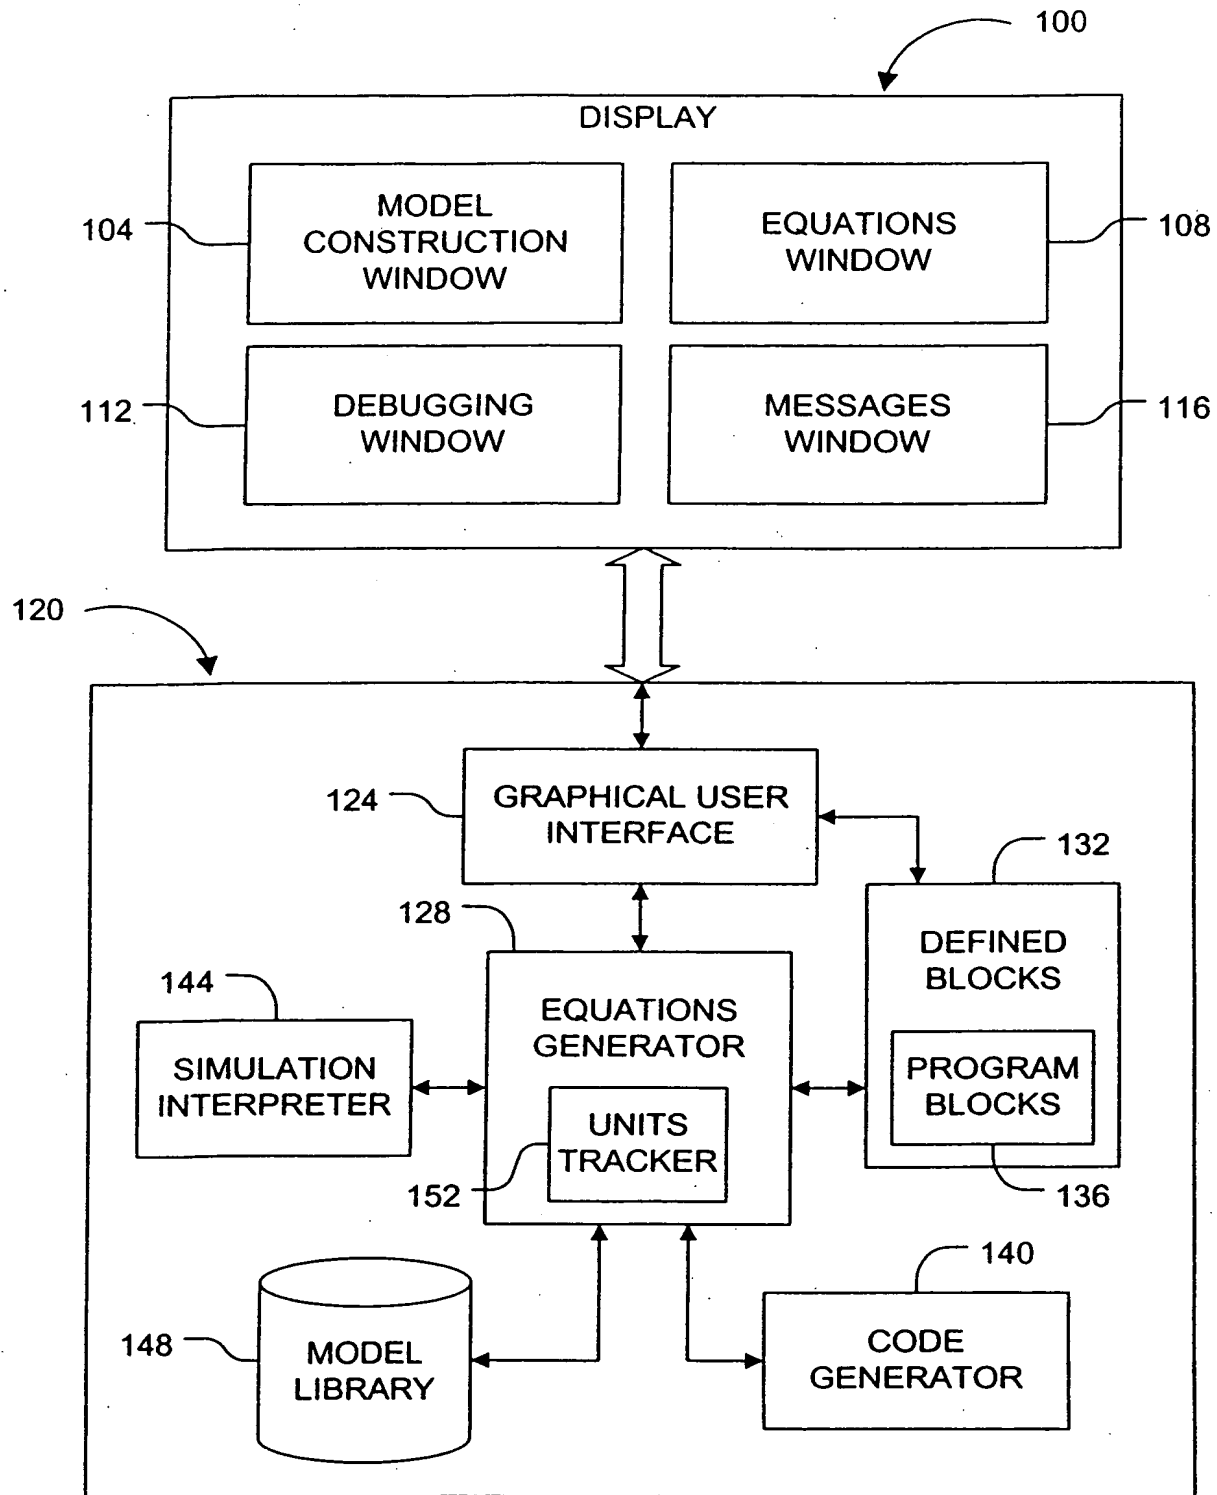 100
DISPLAY
104
MODEL
CONSTRUCTION
WINDOW
EQUATIONS
WINDOW
108
112
DEBUGGING
WINDOW
MESSAGES
WINDOW
116
120
124
GRAPHICAL USER
INTERFACE
132
128
DEFINED
BLOCKS
144
EQUATIONS
GENERATOR
SIMULATION
INTERPRETER
PROGRAM
BLOCKS
UNITS
TRACKER
152
136
140
148
MODEL
LIBRARY
CODE
GENERATOR